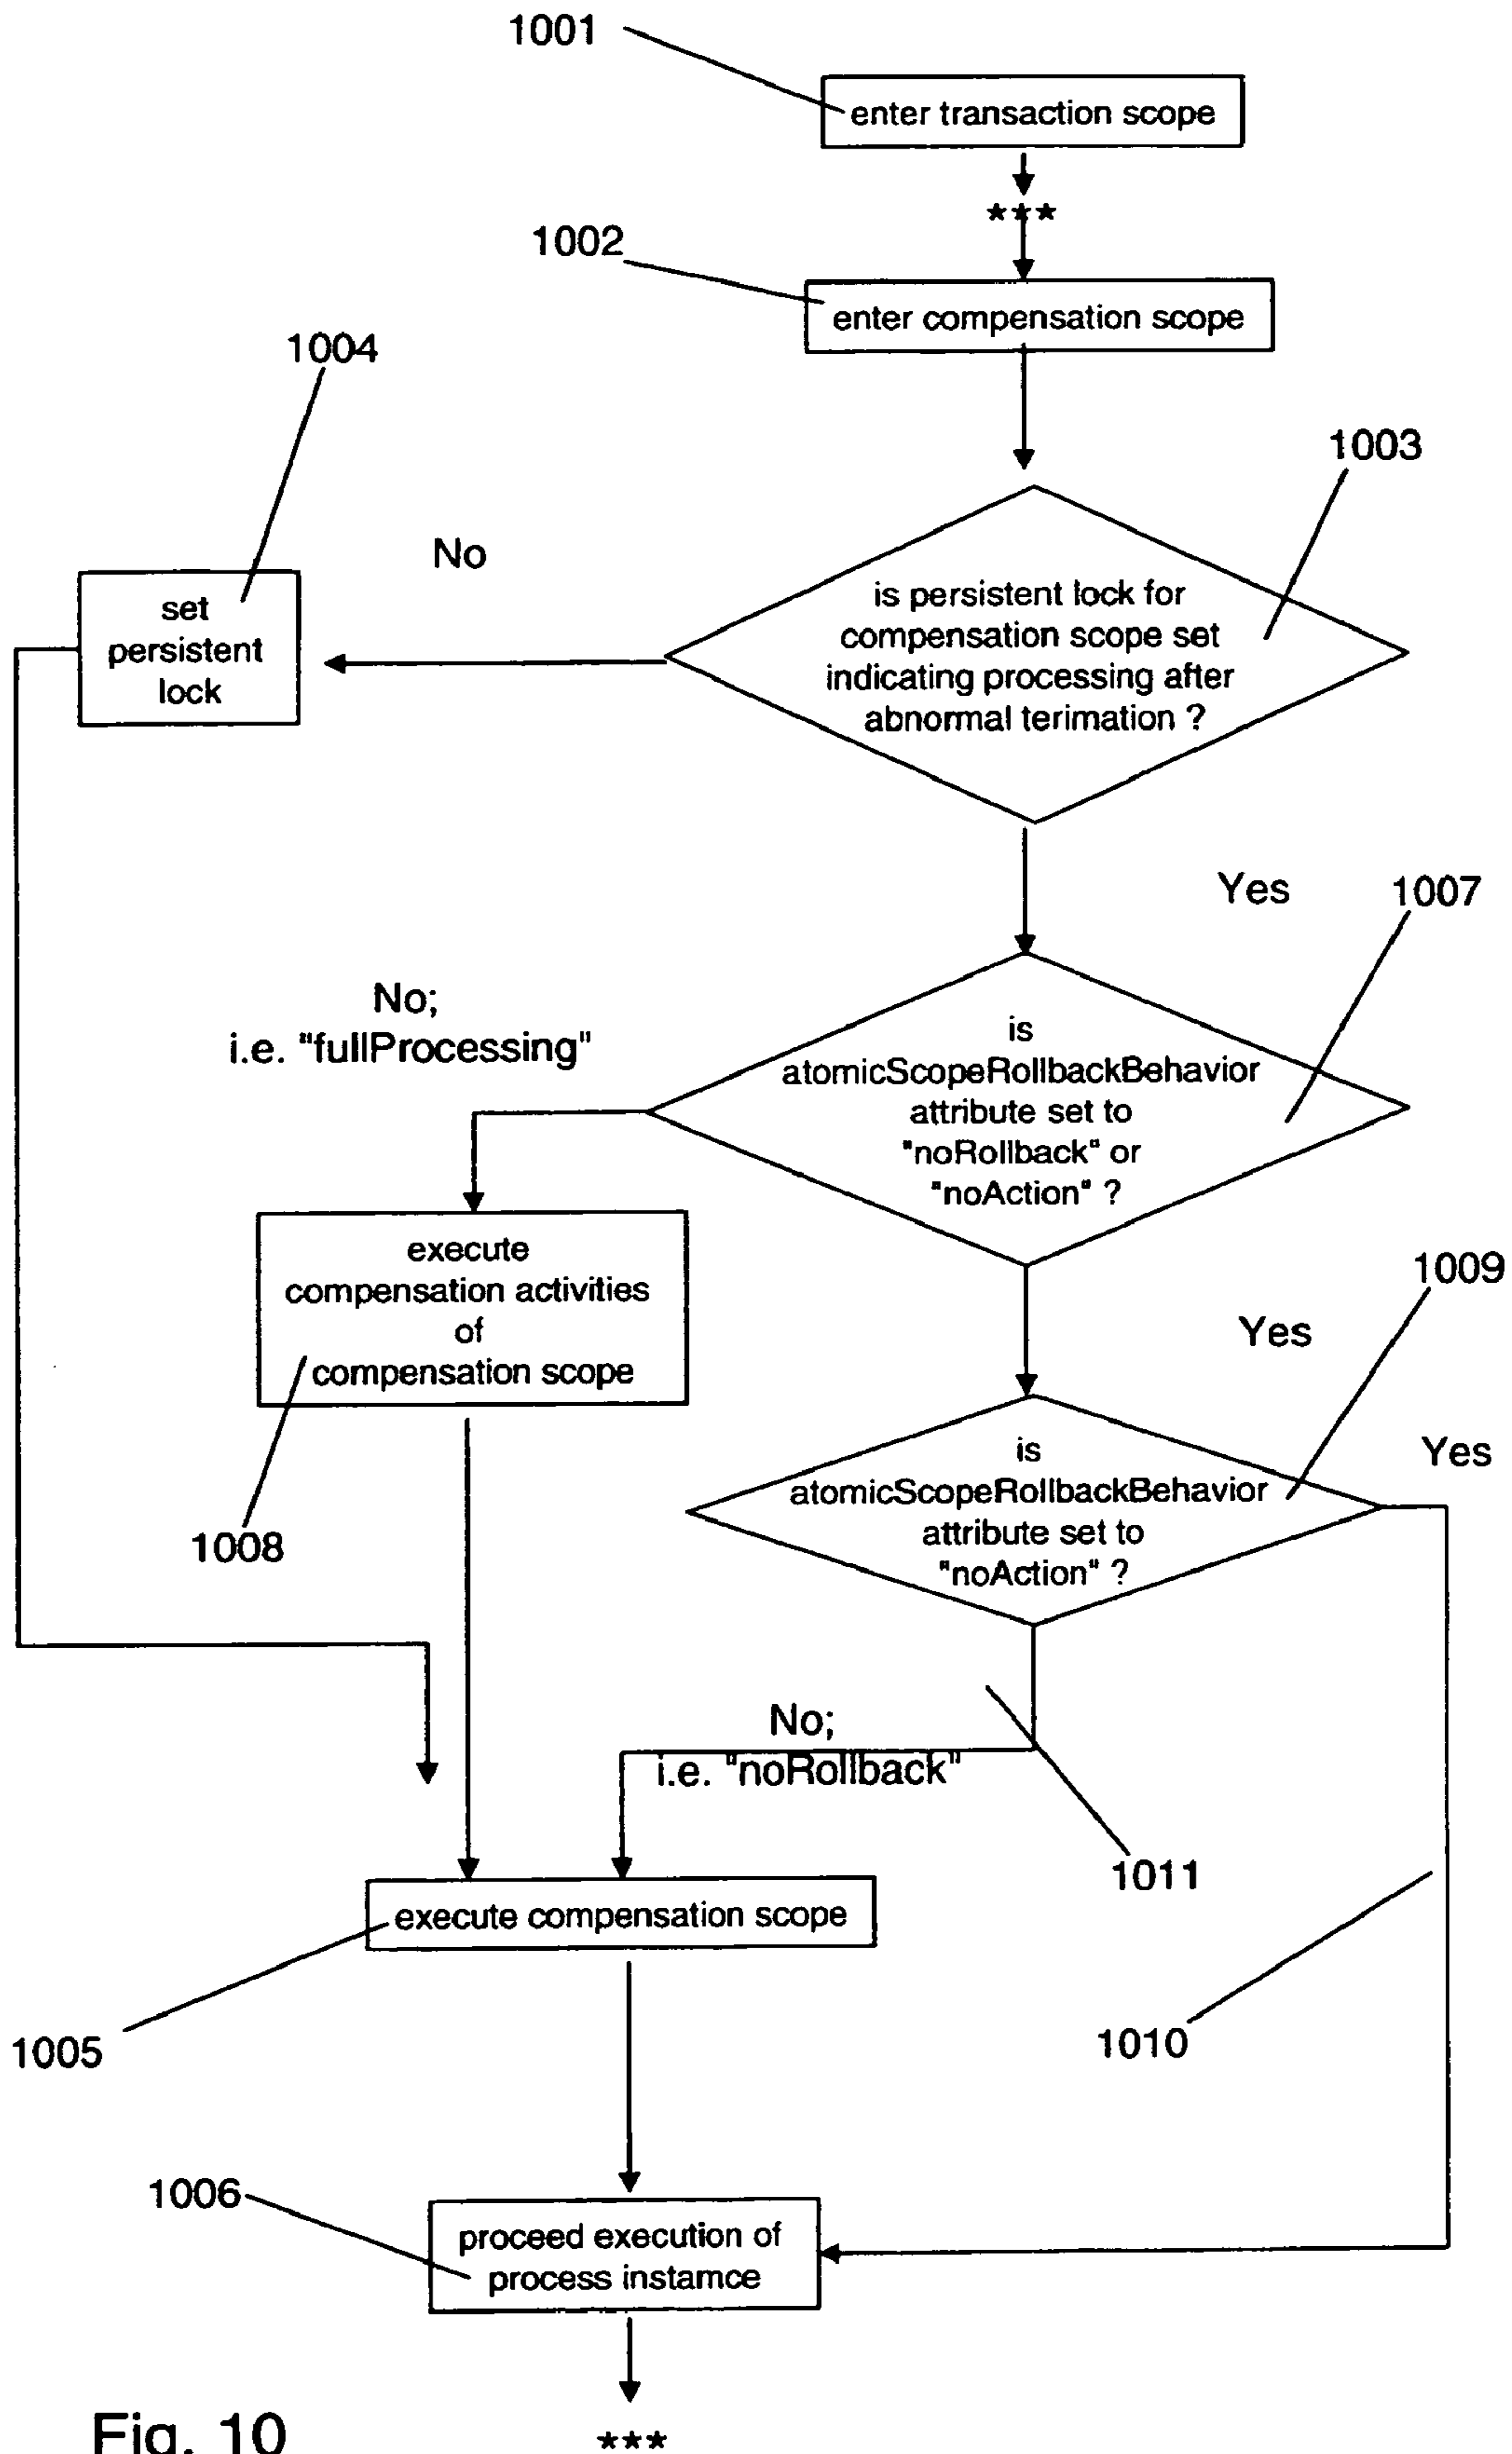 1001
enter transaction scope
***
1002
enter compensation scope
1004
1003
No
set
persistent
lock
is persistent lock for
compensation scope set
indicating processing after
abnormal terimation ?
Yes
1007
No;
i.e. "fullProcessing"
is
atomicScopeRollbackBehavior
attribute set to
"noRollback" or
"noAction" ?
execute
compensation activities
of
compensation scope
1009
Yes
Yes
1008
is
atomicScopeRollbackBehavior
attribute set to
"noAction" ?
No;
i.e. "noRollback"
1011
execute compensation scope
1005
1010
1006
proceed execution of
process instamce
***
Fig. 10